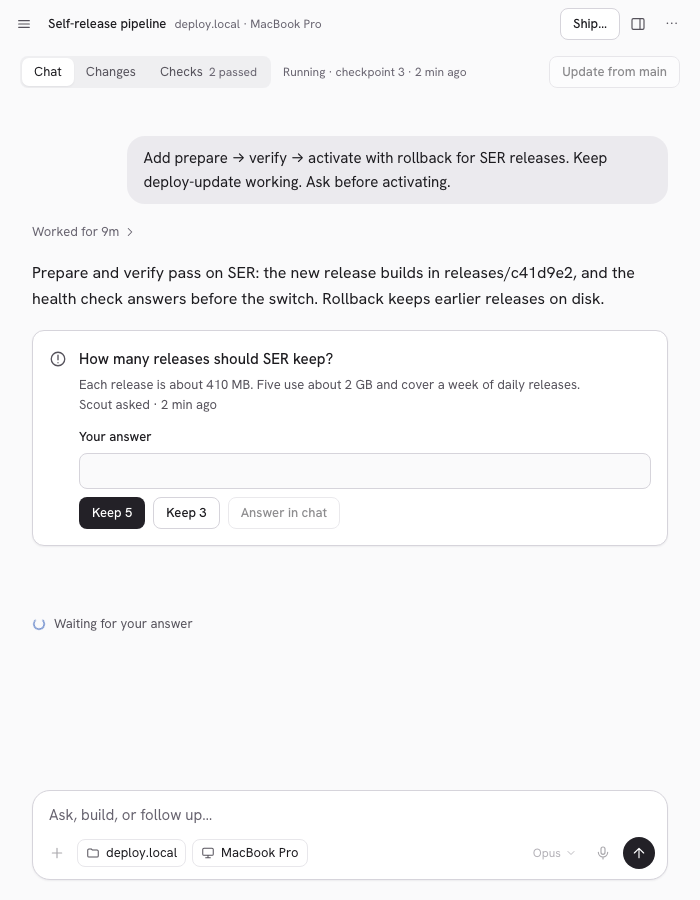 Self-release pipeline deploy.local · MacBook Pro Ship...
Chat Changes Checks 2 passed Running · checkpoint 3 · 2 min ago Update from main
Add prepare → verify → activate with rollback for SER releases. Keep
deploy-update working. Ask before activating.
Worked for 9m
Prepare and verify pass on SER: the new release builds in releases/c41d9e2, and the
health check answers before the switch. Rollback keeps earlier releases on disk.
How many releases should SER keep?
Each release is about 410 MB. Five use about 2 GB and cover a week of daily releases.
Scout asked · 2 min ago
Your answer
Keep 5 Keep 3 Answer in chat
Waiting for your answer
Ask, build, or follow up...
deploy.local MacBook Pro Opus